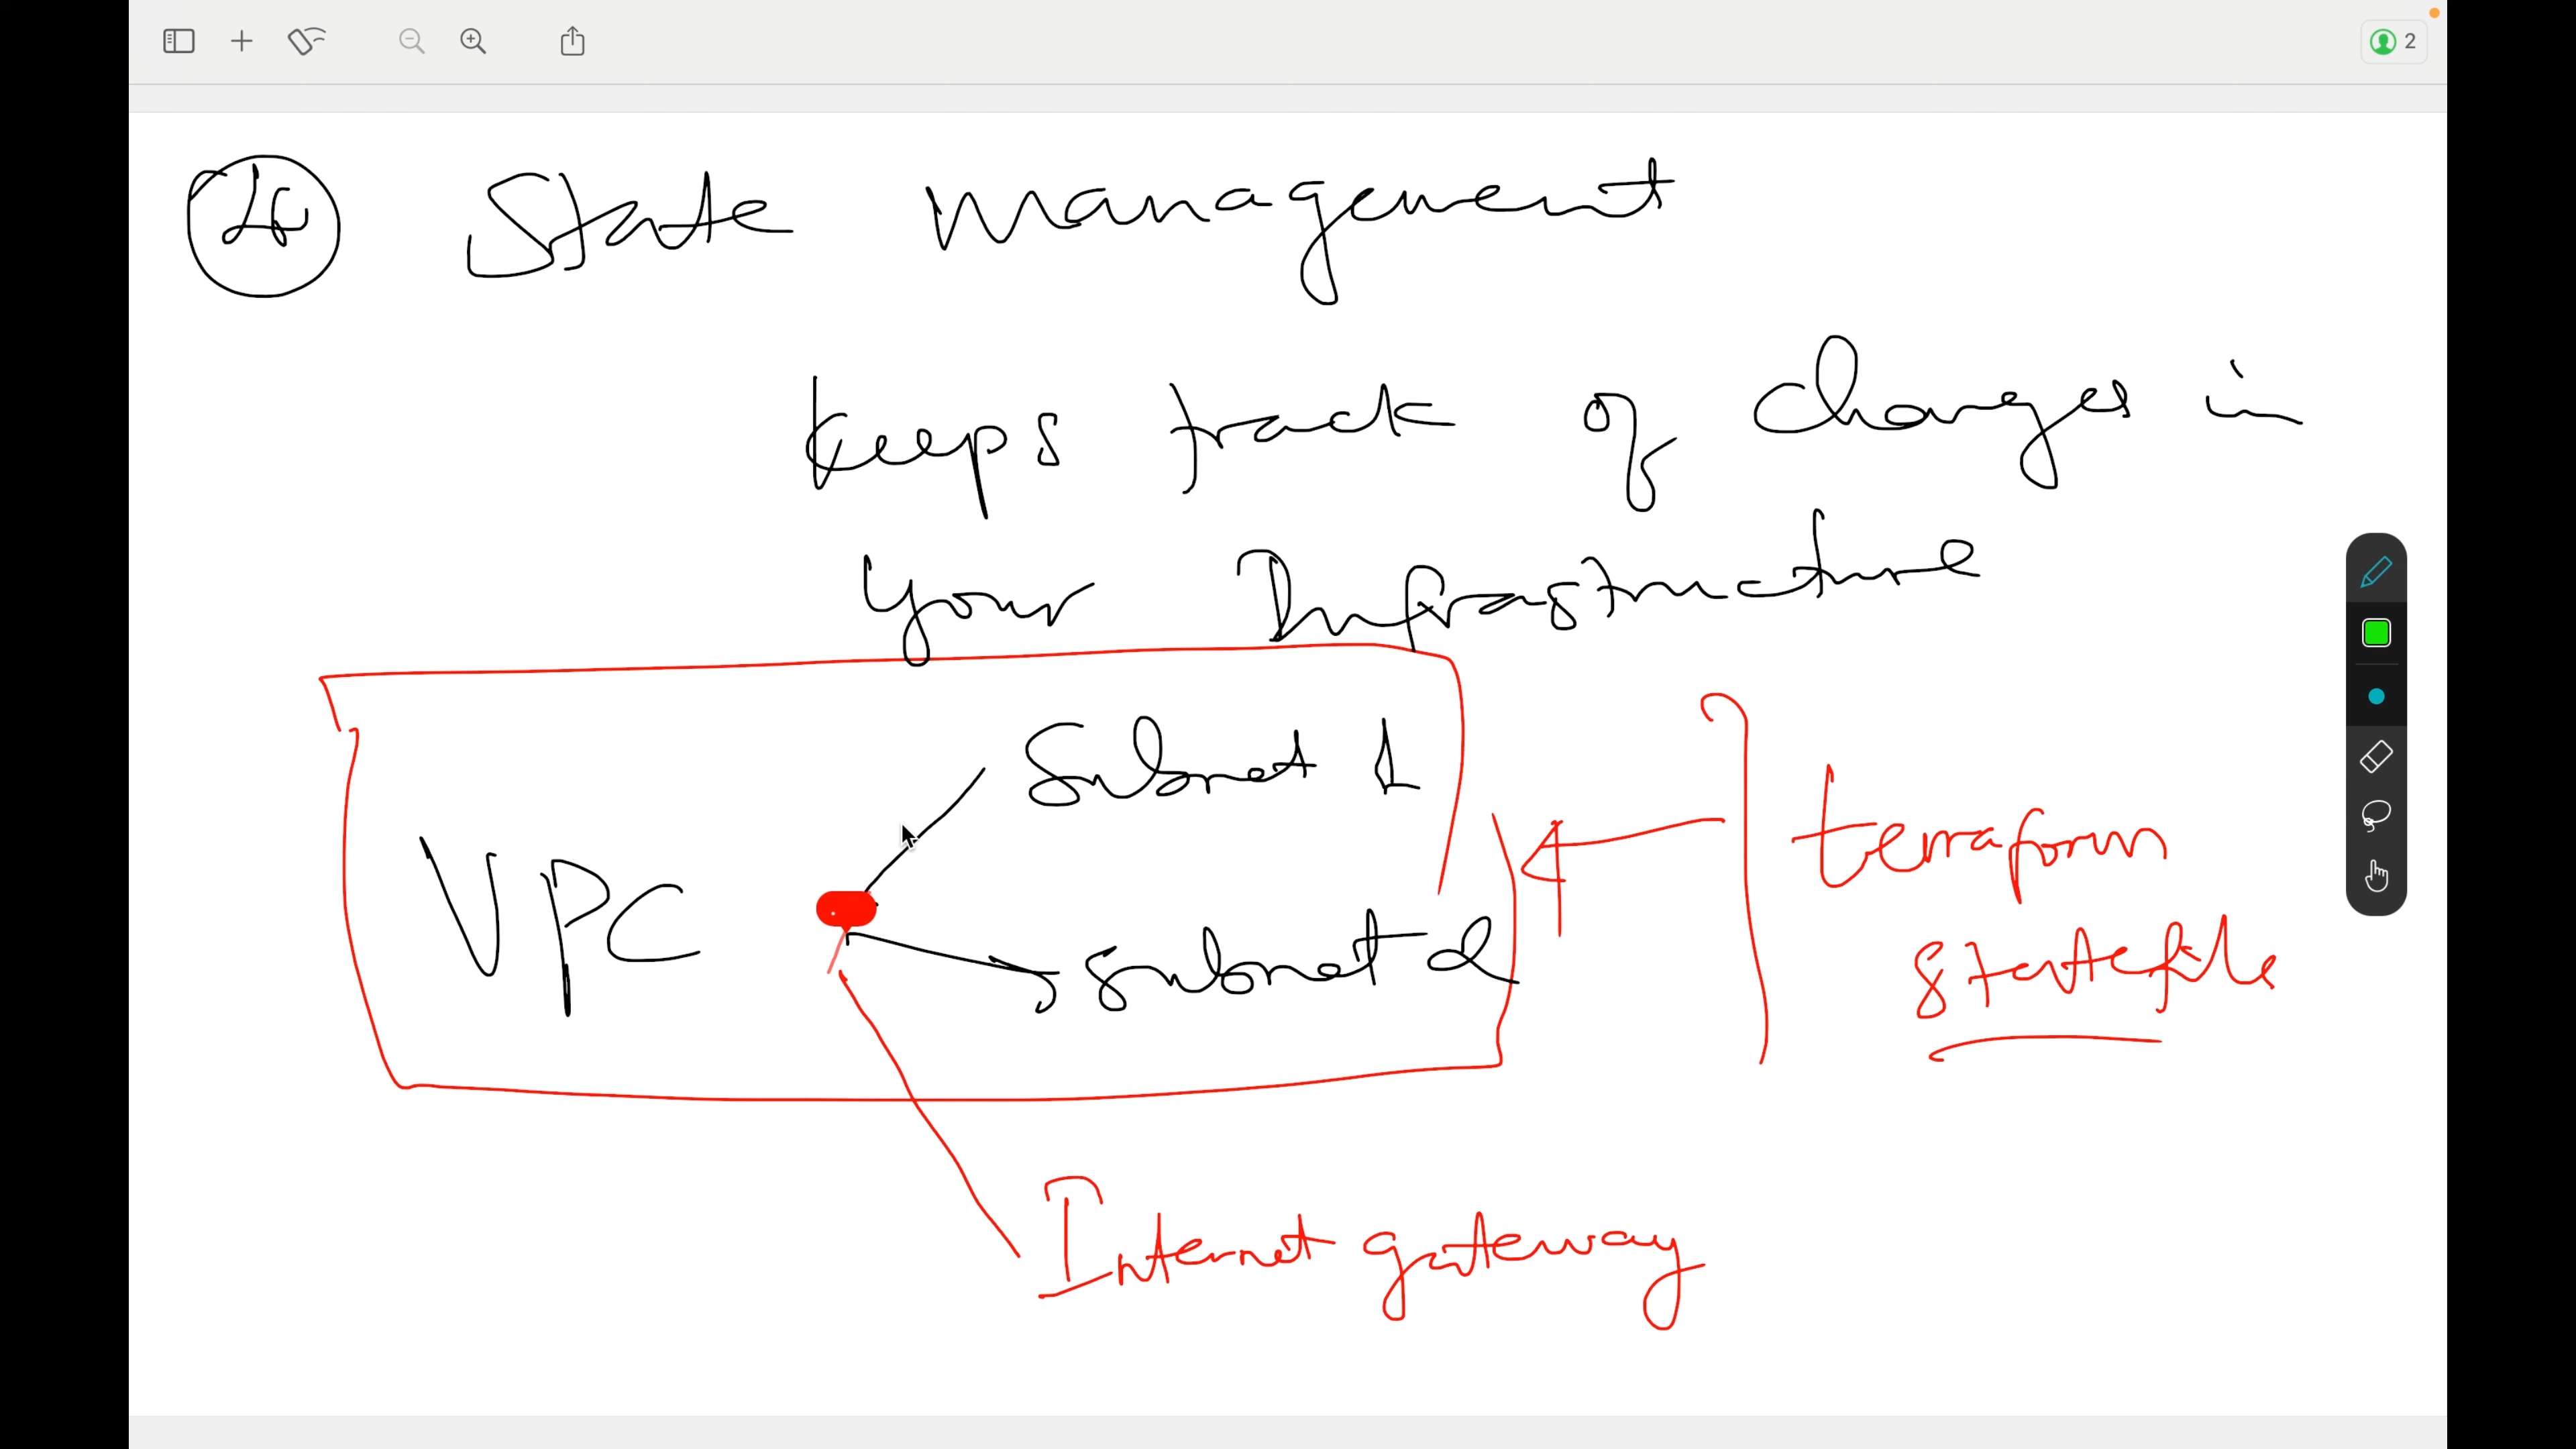 2
4
State management
keeps track of changes in
your Infrastructure
Subnet 1
VPC
subnet 2
terraform
statefile
Internet gateway